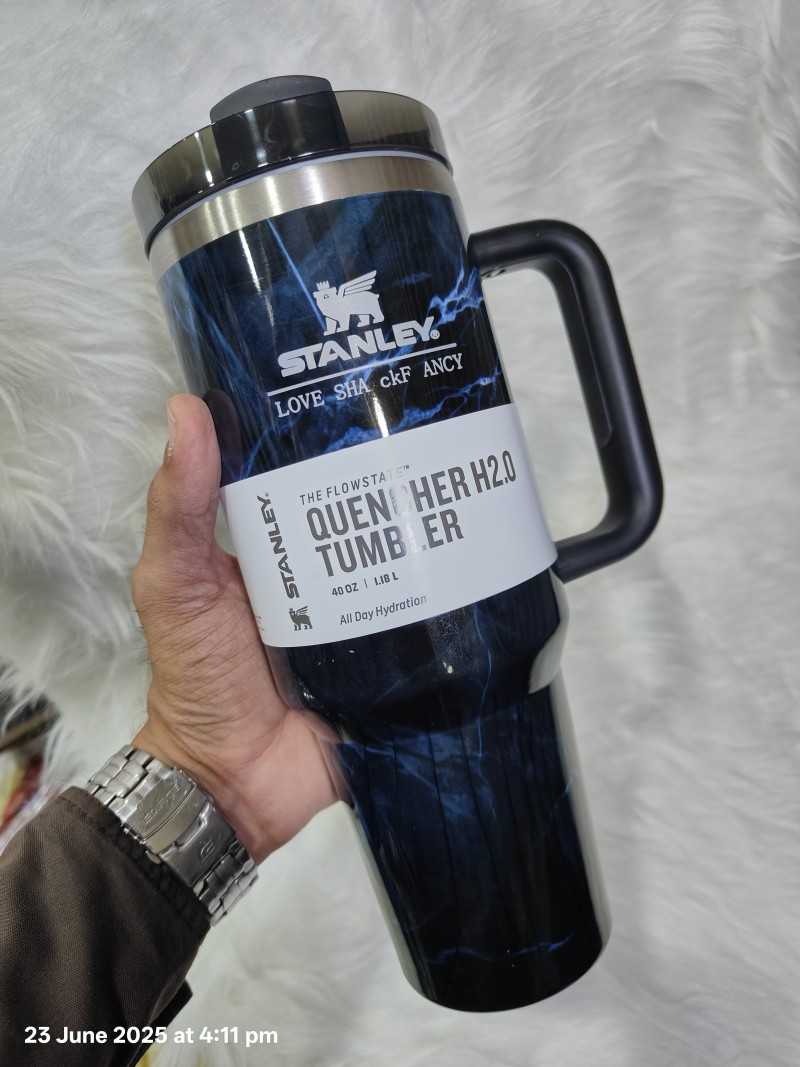 STANLEY®
LOVE SHA ckF ANCY
THE FLOWSTATE™
QUENCHER H2.0
TUMBLER
40 OZ | 1.18 L
All Day Hydration
STANLEY®
23 June 2025 at 4:11 pm